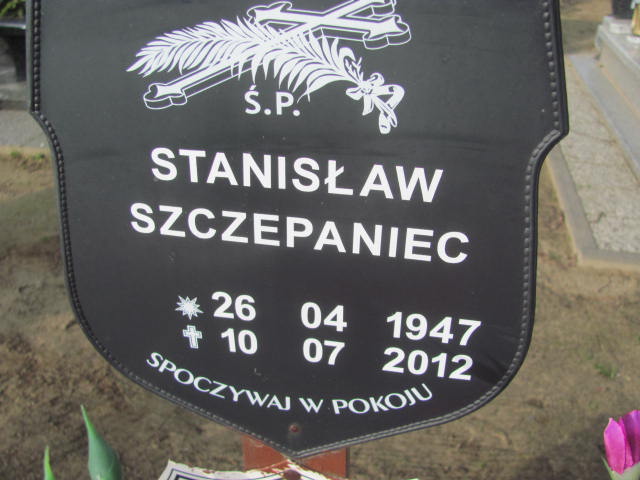 Ś.P.
STANISŁAW
SZCZEPANIEC
26 04 1947
10 07 2012
SPOCZYWAJ W POKOJU